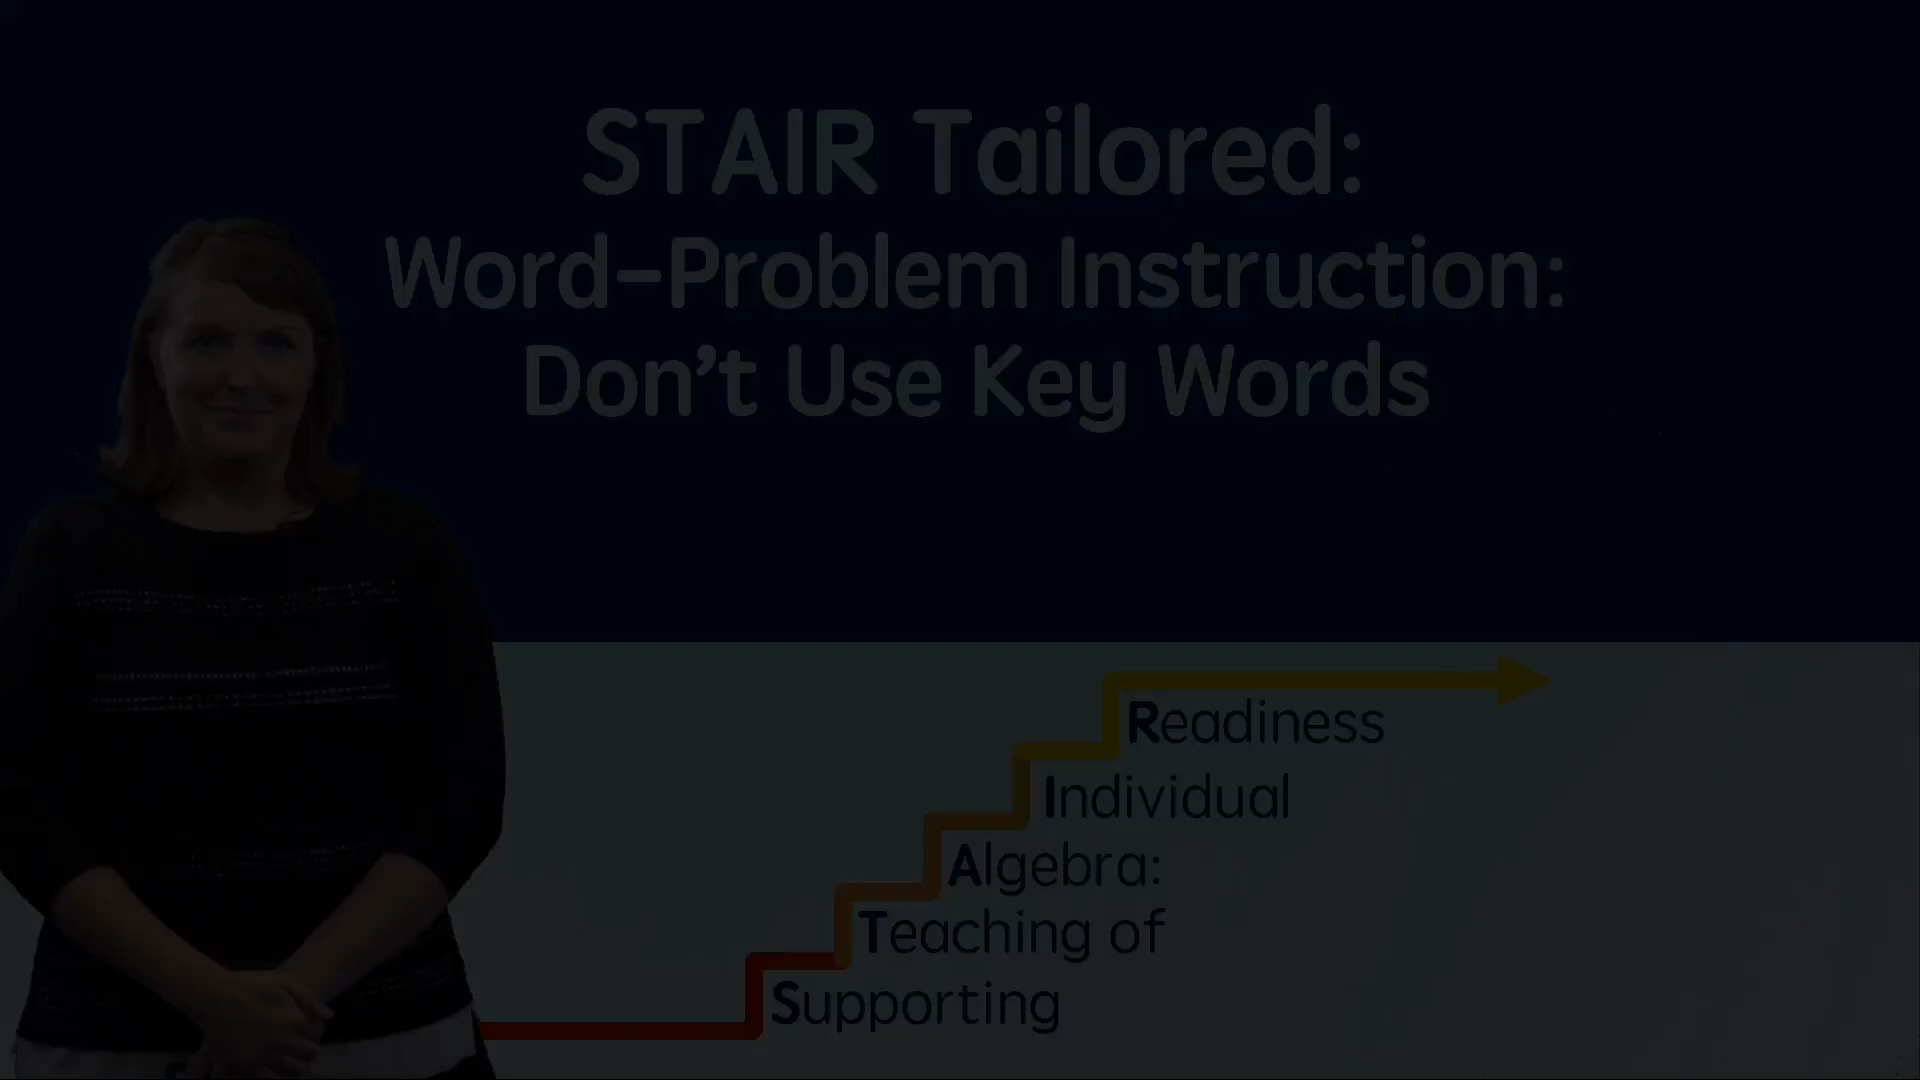 STAIR Tailored:
Word-Problem Instruction:
Don't Use Key Words
Readiness
Individual
Algebra:
Teaching of
Supporting